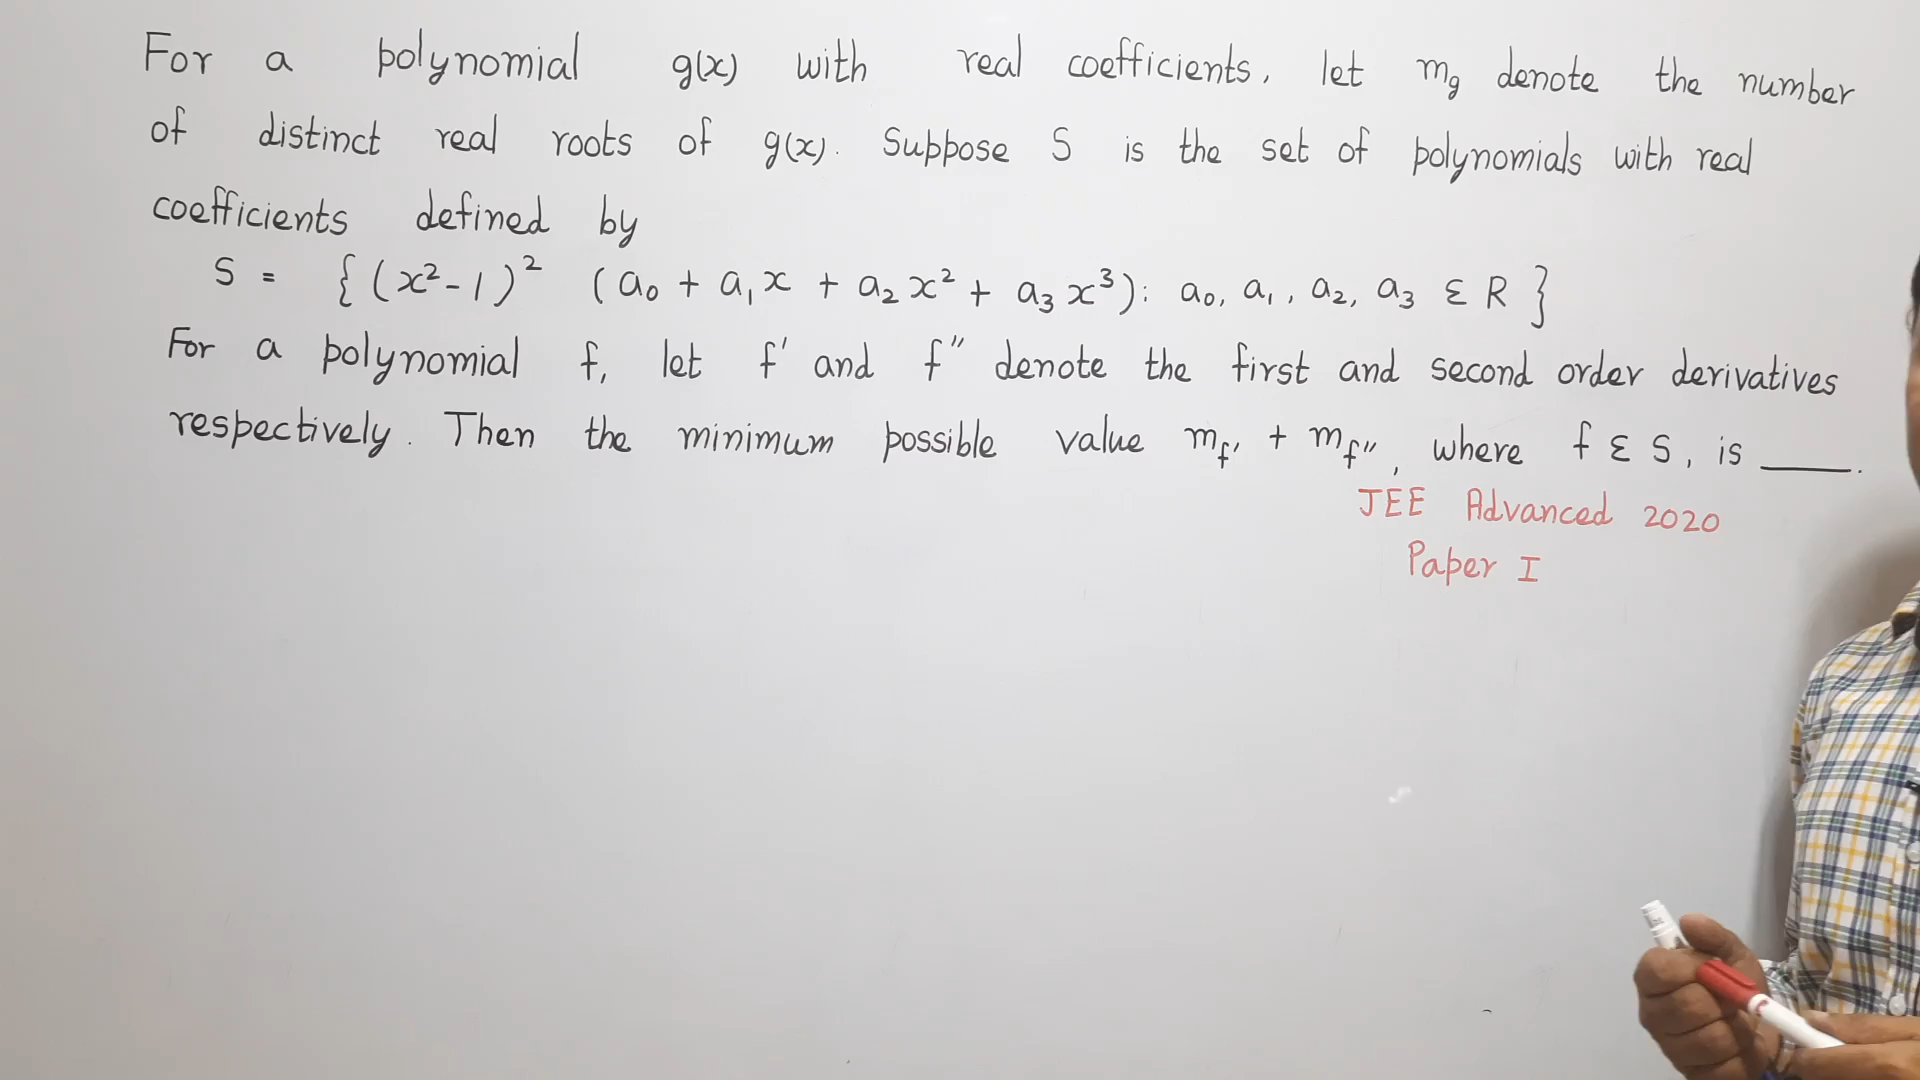 For a polynomial g(x) with real coefficients, let m_g denote the number
of distinct real roots of g(x). Suppose S is the set of polynomials with real
coefficients defined by
S = { (x² - 1)² (a₀ + a₁x + a₂x² + a₃x³) : a₀, a₁, a₂, a₃ ε R }
For a polynomial f, let f' and f" denote the first and second order derivatives
respectively. Then the minimum possible value m_f' + m_f", where f ε S, is ____.
JEE Advanced 2020
Paper I